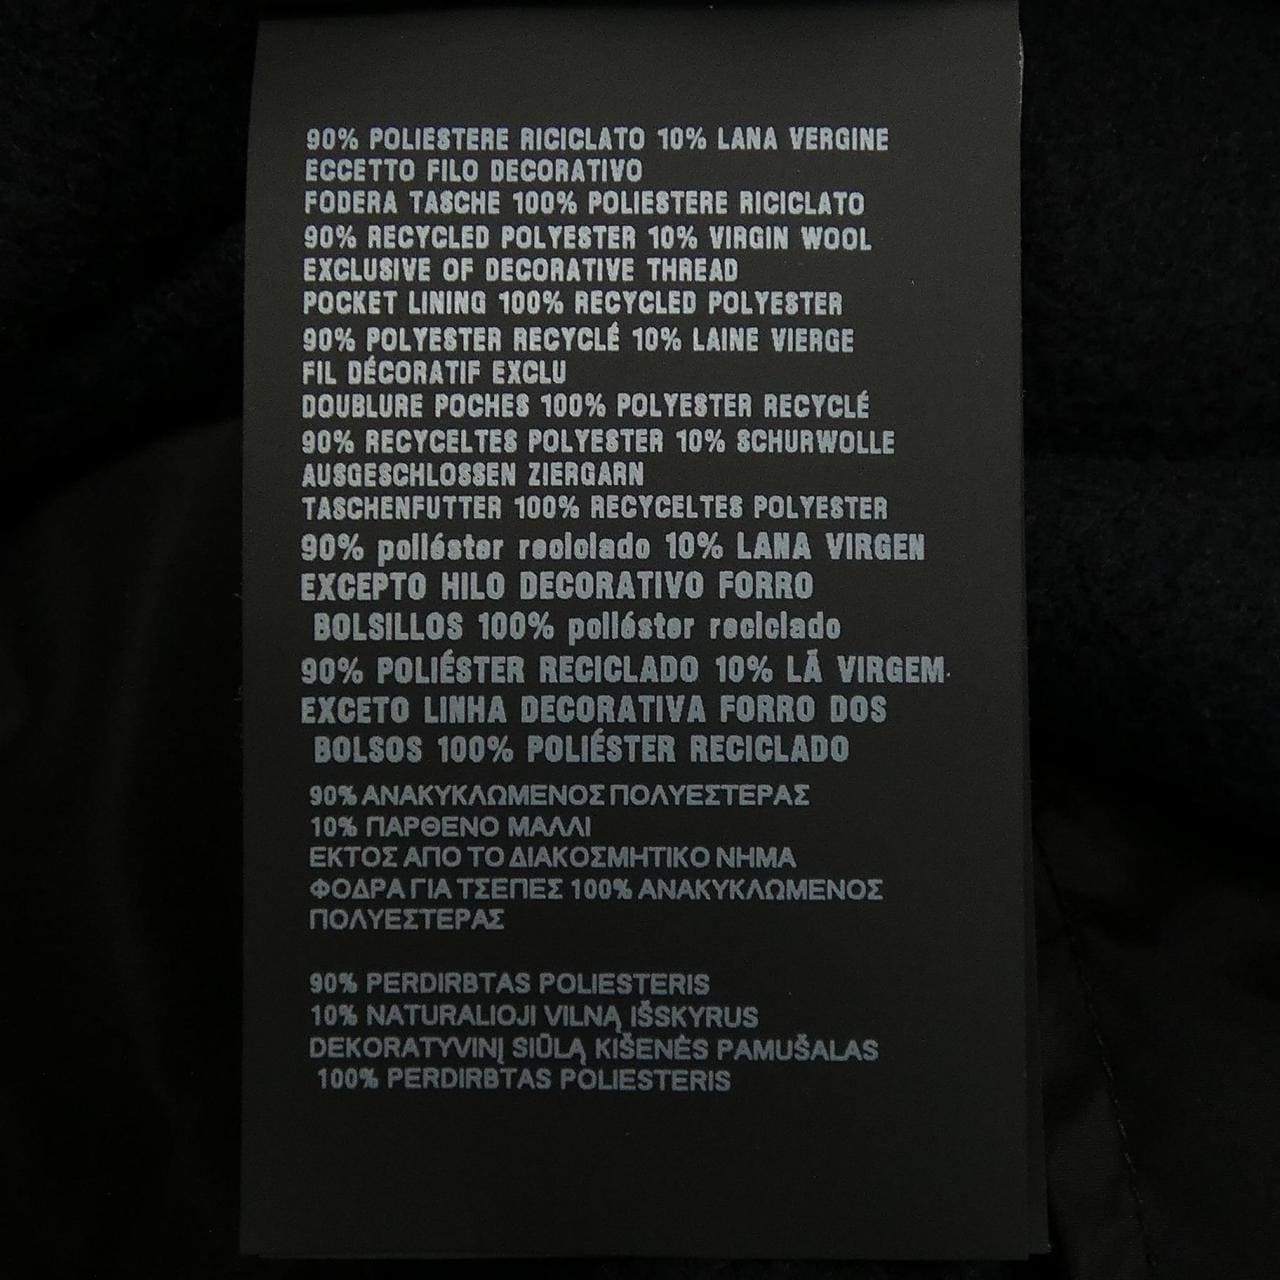 90% POLIESTERE RICICLATO 10% LANA VERGINE
ECCETTO FILO DECORATIVO
FODERA TASCHE 100% POLIESTERE RICICLATO
90% RECYCLED POLYESTER 10% VIRGIN WOOL
EXCLUSIVE OF DECORATIVE THREAD
POCKET LINING 100% RECYCLED POLYESTER
90% POLYESTER RECYCLÉ 10% LAINE VIERGE
FIL DÉCORATIF EXCLU
DOUBLURE POCHES 100% POLYESTER RECYCLÉ
90% RECYCELTES POLYESTER 10% SCHURWOLLE
AUSGESCHLOSSEN ZIERGARN
TASCHENFUTTER 100% RECYCELTES POLYESTER
90% poliéster reciclado 10% LANA VIRGEN
EXCEPTO HILO DECORATIVO FORRO
BOLSILLOS 100% poliéster reciclado
90% POLIÉSTER RECICLADO 10% LÃ VIRGEM.
EXCETO LINHA DECORATIVA FORRO DOS
BOLSOS 100% POLIÉSTER RECICLADO
90% ΑΝΑΚΥΚΛΩΜΕΝΟΣ ΠΟΛΥΕΣΤΕΡΑΣ
10% ΠΑΡΘΕΝΟ ΜΑΛΛΙ
ΕΚΤΟΣ ΑΠΟ ΤΟ ΔΙΑΚΟΣΜΗΤΙΚΟ ΝΗΜΑ
ΦΟΔΡΑ ΓΙΑ ΤΣΕΠΕΣ 100% ΑΝΑΚΥΚΛΩΜΕΝΟΣ
ΠΟΛΥΕΣΤΕΡΑΣ
90% PERDIRBTAS POLIESTERIS
10% NATURALIOJI VILNĄ IŠSKYRUS
DEKORATYVINĮ SIŪLĄ KIŠENĖS PAMUŠALAS
100% PERDIRBTAS POLIESTERIS